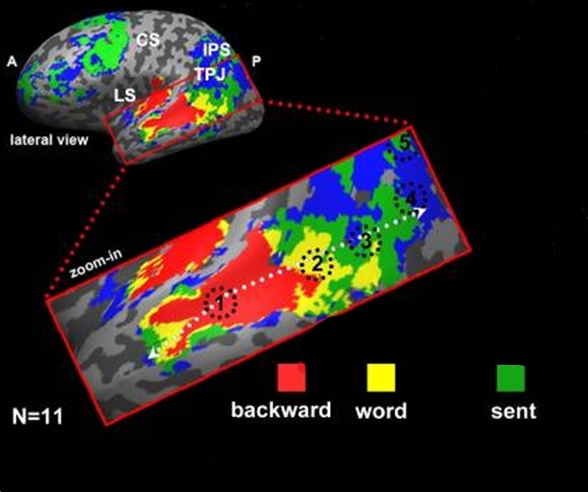 CS
IPS
A
TPJ
P
LS
lateral view
5
4
zoom-in
3
2
1
backward
word
sent
N=11